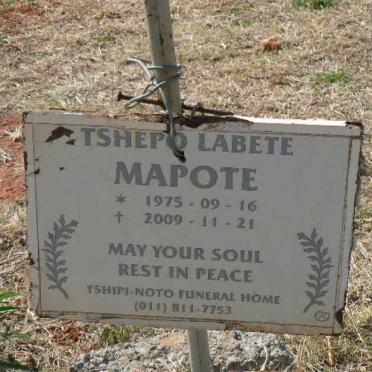 TSHEPO LABETE
MAPOTE
* 1975 - 09 - 16
† 2009 - 11 - 21
MAY YOUR SOUL
REST IN PEACE
TSHIPI-NOTO FUNERAL HOME
(011) 811-7753